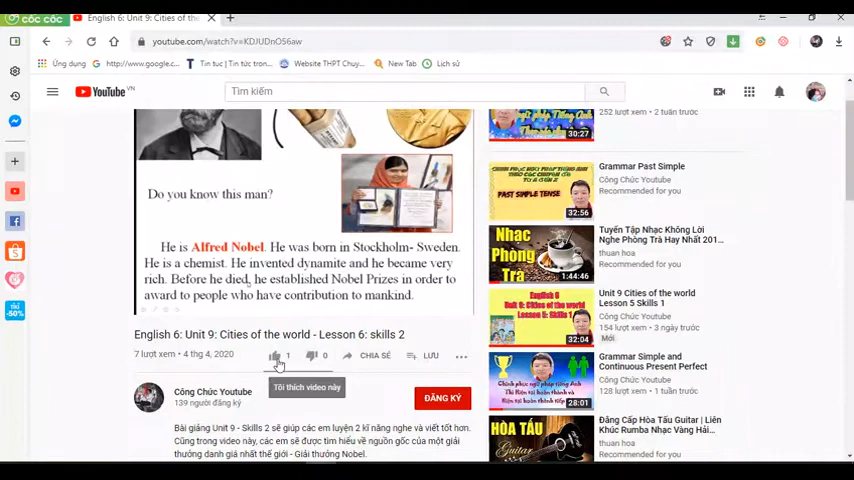 cốc cốc
English 6: Unit 9: Cities of the
youtube.com/watch?v=KDJUDnO56aw
Ứng dụng
http://www.google.c...
Tin tuc | Tin tức tron...
Website THPT Chuy...
New Tab
Lịch sử
YouTube VN
Tìm kiếm
Do you know this man?
He is Alfred Nobel. He was born in Stockholm- Sweden.
He is a chemist. He invented dynamite and he became very
rich. Before he died, he established Nobel Prizes in order to
award to people who have contribution to mankind.
English 6: Unit 9: Cities of the world - Lesson 6: skills 2
7 lượt xem • 4 thg 4, 2020
1
0
CHIA SẺ
LƯU
Tôi thích video này
Công Chức Youtube
139 người đăng ký
ĐĂNG KÝ
Bài giảng Unit 9 - Skills 2 sẽ giúp các em luyện 2 kĩ năng nghe và viết tốt hơn.
Cũng trong video này, các em sẽ được tìm hiểu về nguồn gốc của một giải
thưởng danh giá nhất thế giới - Giải thưởng Nobel.
30:27
252 lượt xem • 2 tuần trước
PAST SIMPLE TENSE
32:56
Grammar Past Simple
Công Chức Youtube
Recommended for you
Nhạc
Phòng
Trà
1:44:46
Tuyển Tập Nhạc Không Lời
Nghe Phòng Trà Hay Nhất 201...
thuan hoa
Recommended for you
English 6
Unit 9: Cities of the world
Lesson 5: Skills 1
32:04
Unit 9 Cities of the world
Lesson 5 Skills 1
Công Chức Youtube
154 lượt xem • 3 ngày trước
Mới
28:01
Grammar Simple and
Continuous Present Perfect
Công Chức Youtube
128 lượt xem • 1 tuần trước
HÒA TẤU
Guitar
Đẳng Cấp Hòa Tấu Guitar | Liên
Khúc Rumba Nhạc Vàng Hải...
thuan hoa
Recommended for you
TIKI
-50%